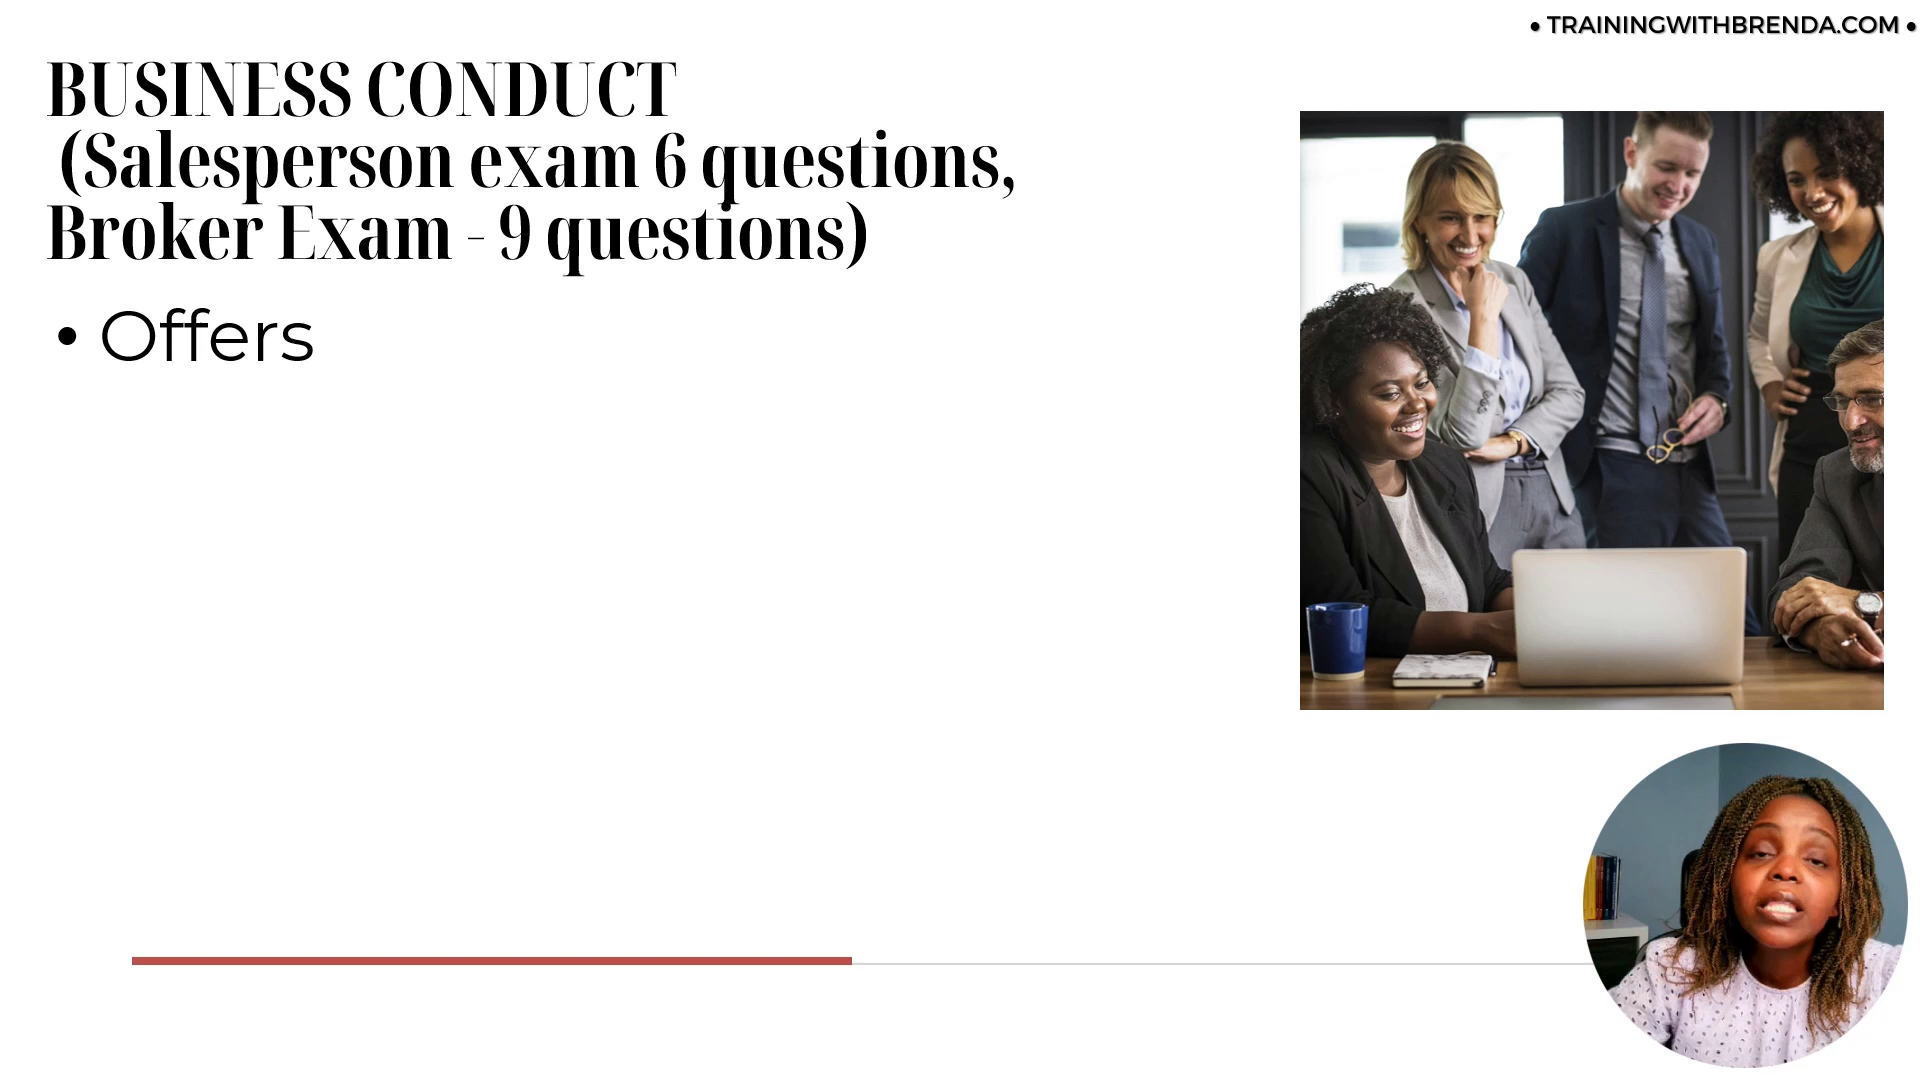 • TRAININGWITHBRENDA.COM •
BUSINESS CONDUCT
(Salesperson exam 6 questions,
Broker Exam - 9 questions)
• Offers